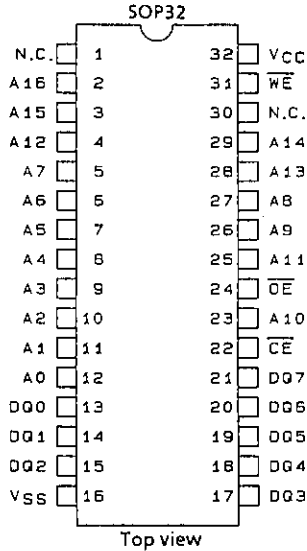 SOP32
N.C. 1 32 VCC
A16 2 31 WE
A15 3 30 N.C.
A12 4 29 A14
A7 5 28 A13
A6 6 27 A8
A5 7 26 A9
A4 8 25 A11
A3 9 24 OE
A2 10 23 A10
A1 11 22 CE
A0 12 21 DQ7
DQ0 13 20 DQ6
DQ1 14 19 DQ5
DQ2 15 18 DQ4
VSS 16 17 DQ3
Top view